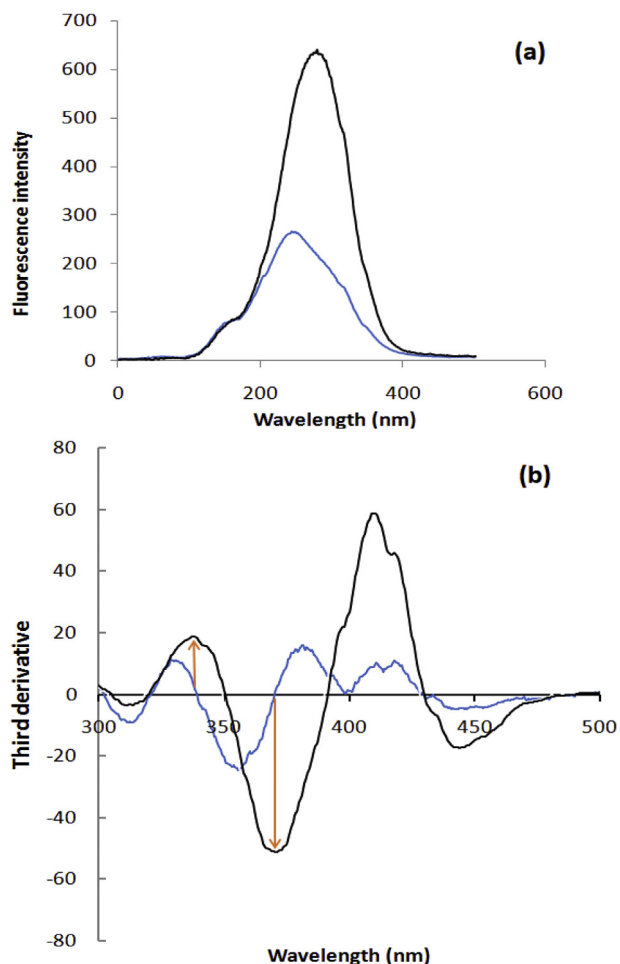 (a)
Fluorescence intensity
700
600
500
400
300
200
100
0
0 200 400 600
Wavelength (nm)
(b)
Third derivative
80
60
40
20
0
-20
-40
-60
-80
300 350 400 450 500
Wavelength (nm)